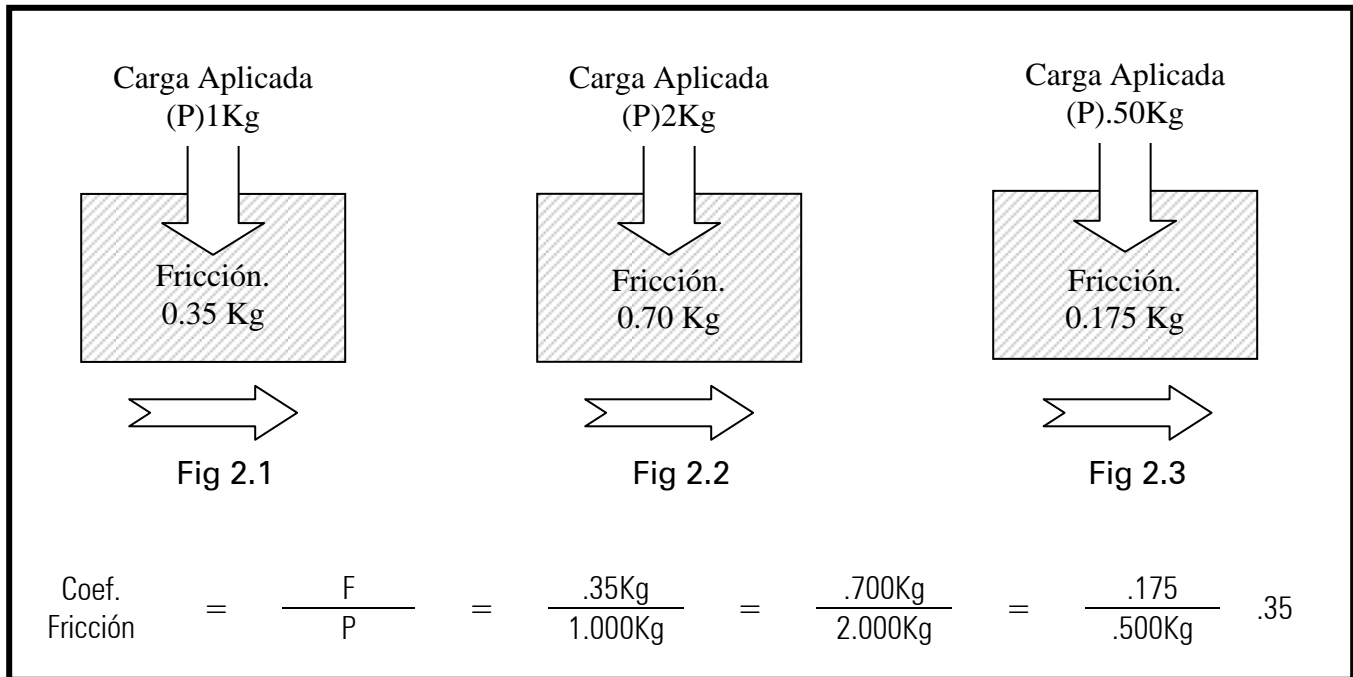 Carga Aplicada
(P)1Kg
Fricción.
0.35 Kg
Fig 2.1
Carga Aplicada
(P)2Kg
Fricción.
0.70 Kg
Fig 2.2
Carga Aplicada
(P).50Kg
Fricción.
0.175 Kg
Fig 2.3
Coef.
Fricción
=
F
P
=
.35Kg
1.000Kg
=
.700Kg
2.000Kg
=
.175
.500Kg
.35